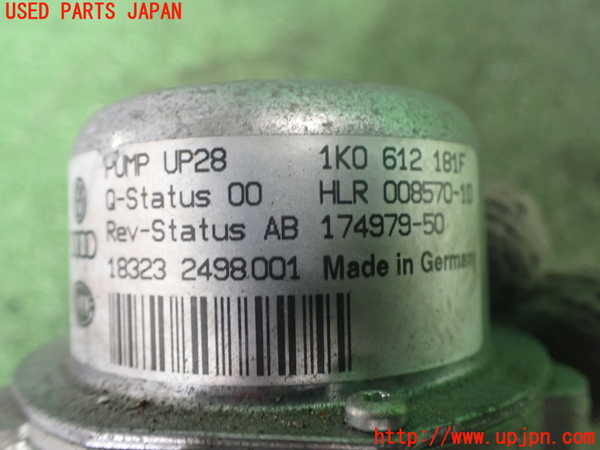 USED PARTS JAPAN
PUMP UP28 1K0 612 181F
Q-Status 00 HLR 008570-10
Rev-Status AB 174979-50
18323 2498.001 Made in Germany
http://www.upjpn.com